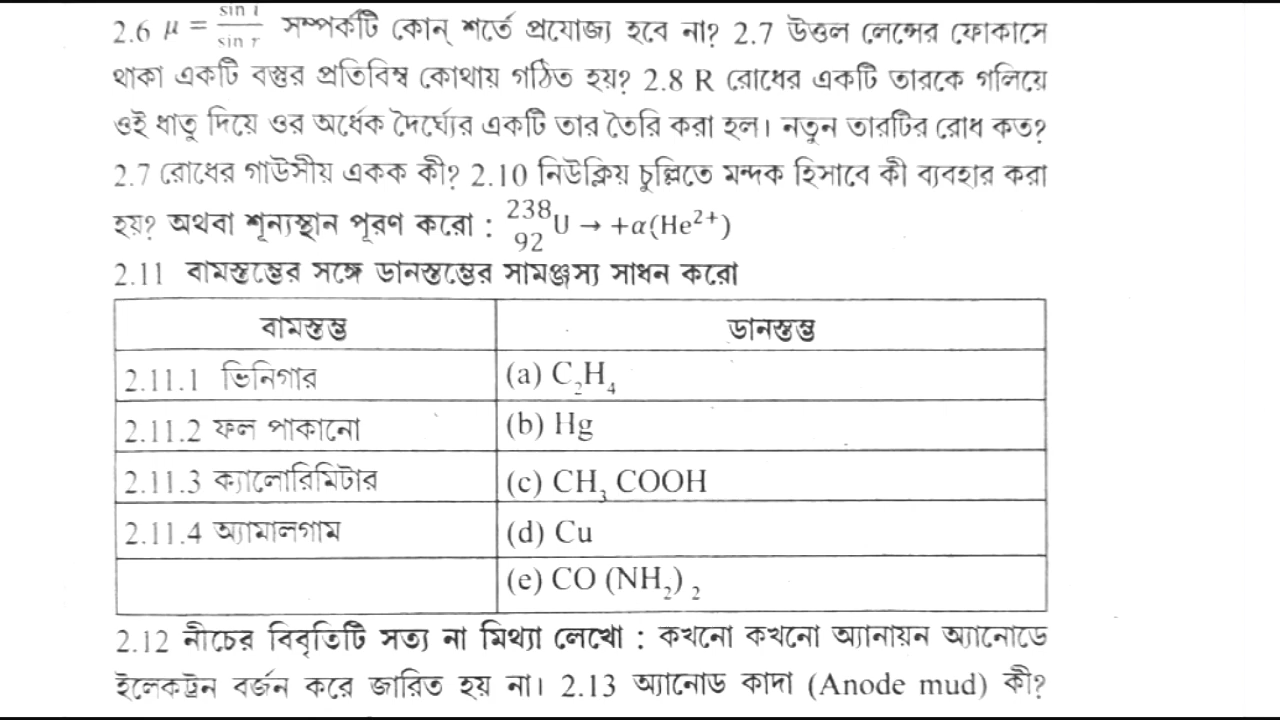 2.6 μ = sin i / sin r সম্পর্কটি কোন্ শর্তে প্রযোজ্য হবে না? 2.7 উত্তল লেন্সের ফোকাসে
থাকা একটি বস্তুর প্রতিবিম্ব কোথায় গঠিত হয়? 2.8 R রোধের একটি তারকে গলিয়ে
ওই ধাতু দিয়ে ওর অর্ধেক দৈর্ঘ্যের একটি তার তৈরি করা হল। নতুন তারটির রোধ কত?
2.7 রোধের গাউসীয় একক কী? 2.10 নিউক্লিয় চুল্লিতে মন্দক হিসাবে কী ব্যবহার করা
হয়? অথবা শূন্যস্থান পূরণ করো : ²³⁸₉₂U → +α(He²⁺)
2.11 বামস্তম্ভের সঙ্গে ডানস্তম্ভের সামঞ্জস্য সাধন করো
বামস্তম্ভ ডানস্তম্ভ
2.11.1 ভিনিগার (a) C₂H₄
2.11.2 ফল পাকানো (b) Hg
2.11.3 ক্যালোরিমিটার (c) CH₃ COOH
2.11.4 অ্যামালগাম (d) Cu
(e) CO (NH₂)₂
2.12 নীচের বিবৃতিটি সত্য না মিথ্যা লেখো : কখনো কখনো অ্যানায়ন অ্যানোডে
ইলেকট্রন বর্জন করে জারিত হয় না। 2.13 অ্যানোড কাদা (Anode mud) কী?